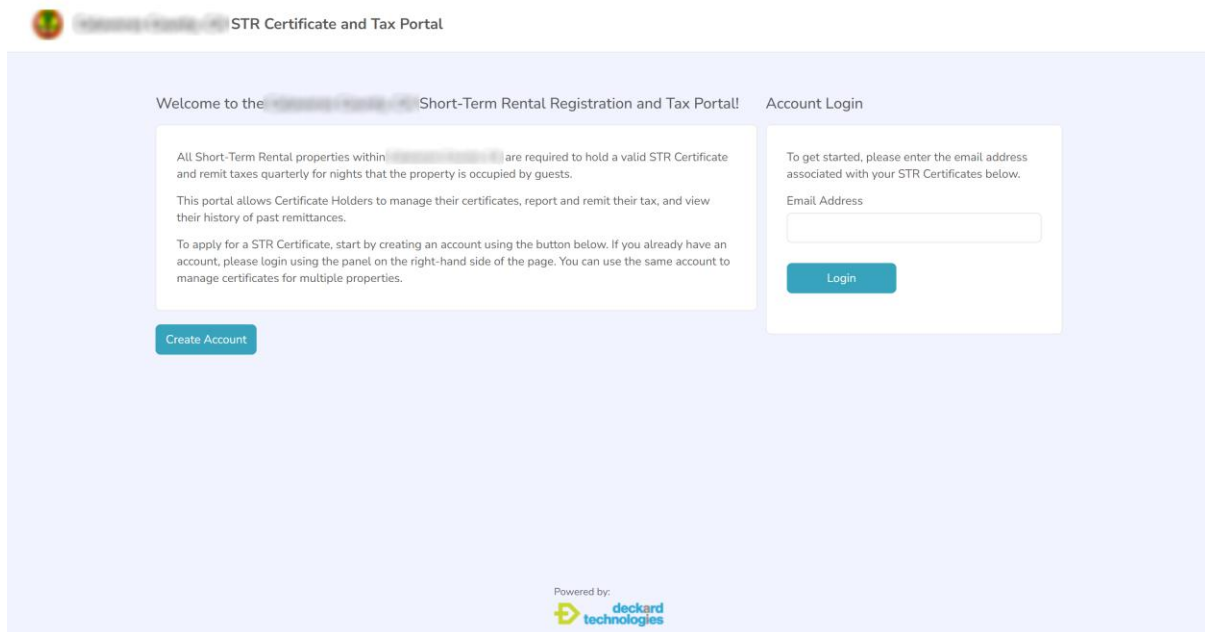 STR Certificate and Tax Portal
Welcome to the Short-Term Rental Registration and Tax Portal!
All Short-Term Rental properties within are required to hold a valid STR Certificate
and remit taxes quarterly for nights that the property is occupied by guests.
This portal allows Certificate Holders to manage their certificates, report and remit their tax, and view
their history of past remittances.
To apply for a STR Certificate, start by creating an account using the button below. If you already have an
account, please login using the panel on the right-hand side of the page. You can use the same account to
manage certificates for multiple properties.
Create Account
Account Login
To get started, please enter the email address
associated with your STR Certificates below.
Email Address
Login
Powered by:
deckard
technologies